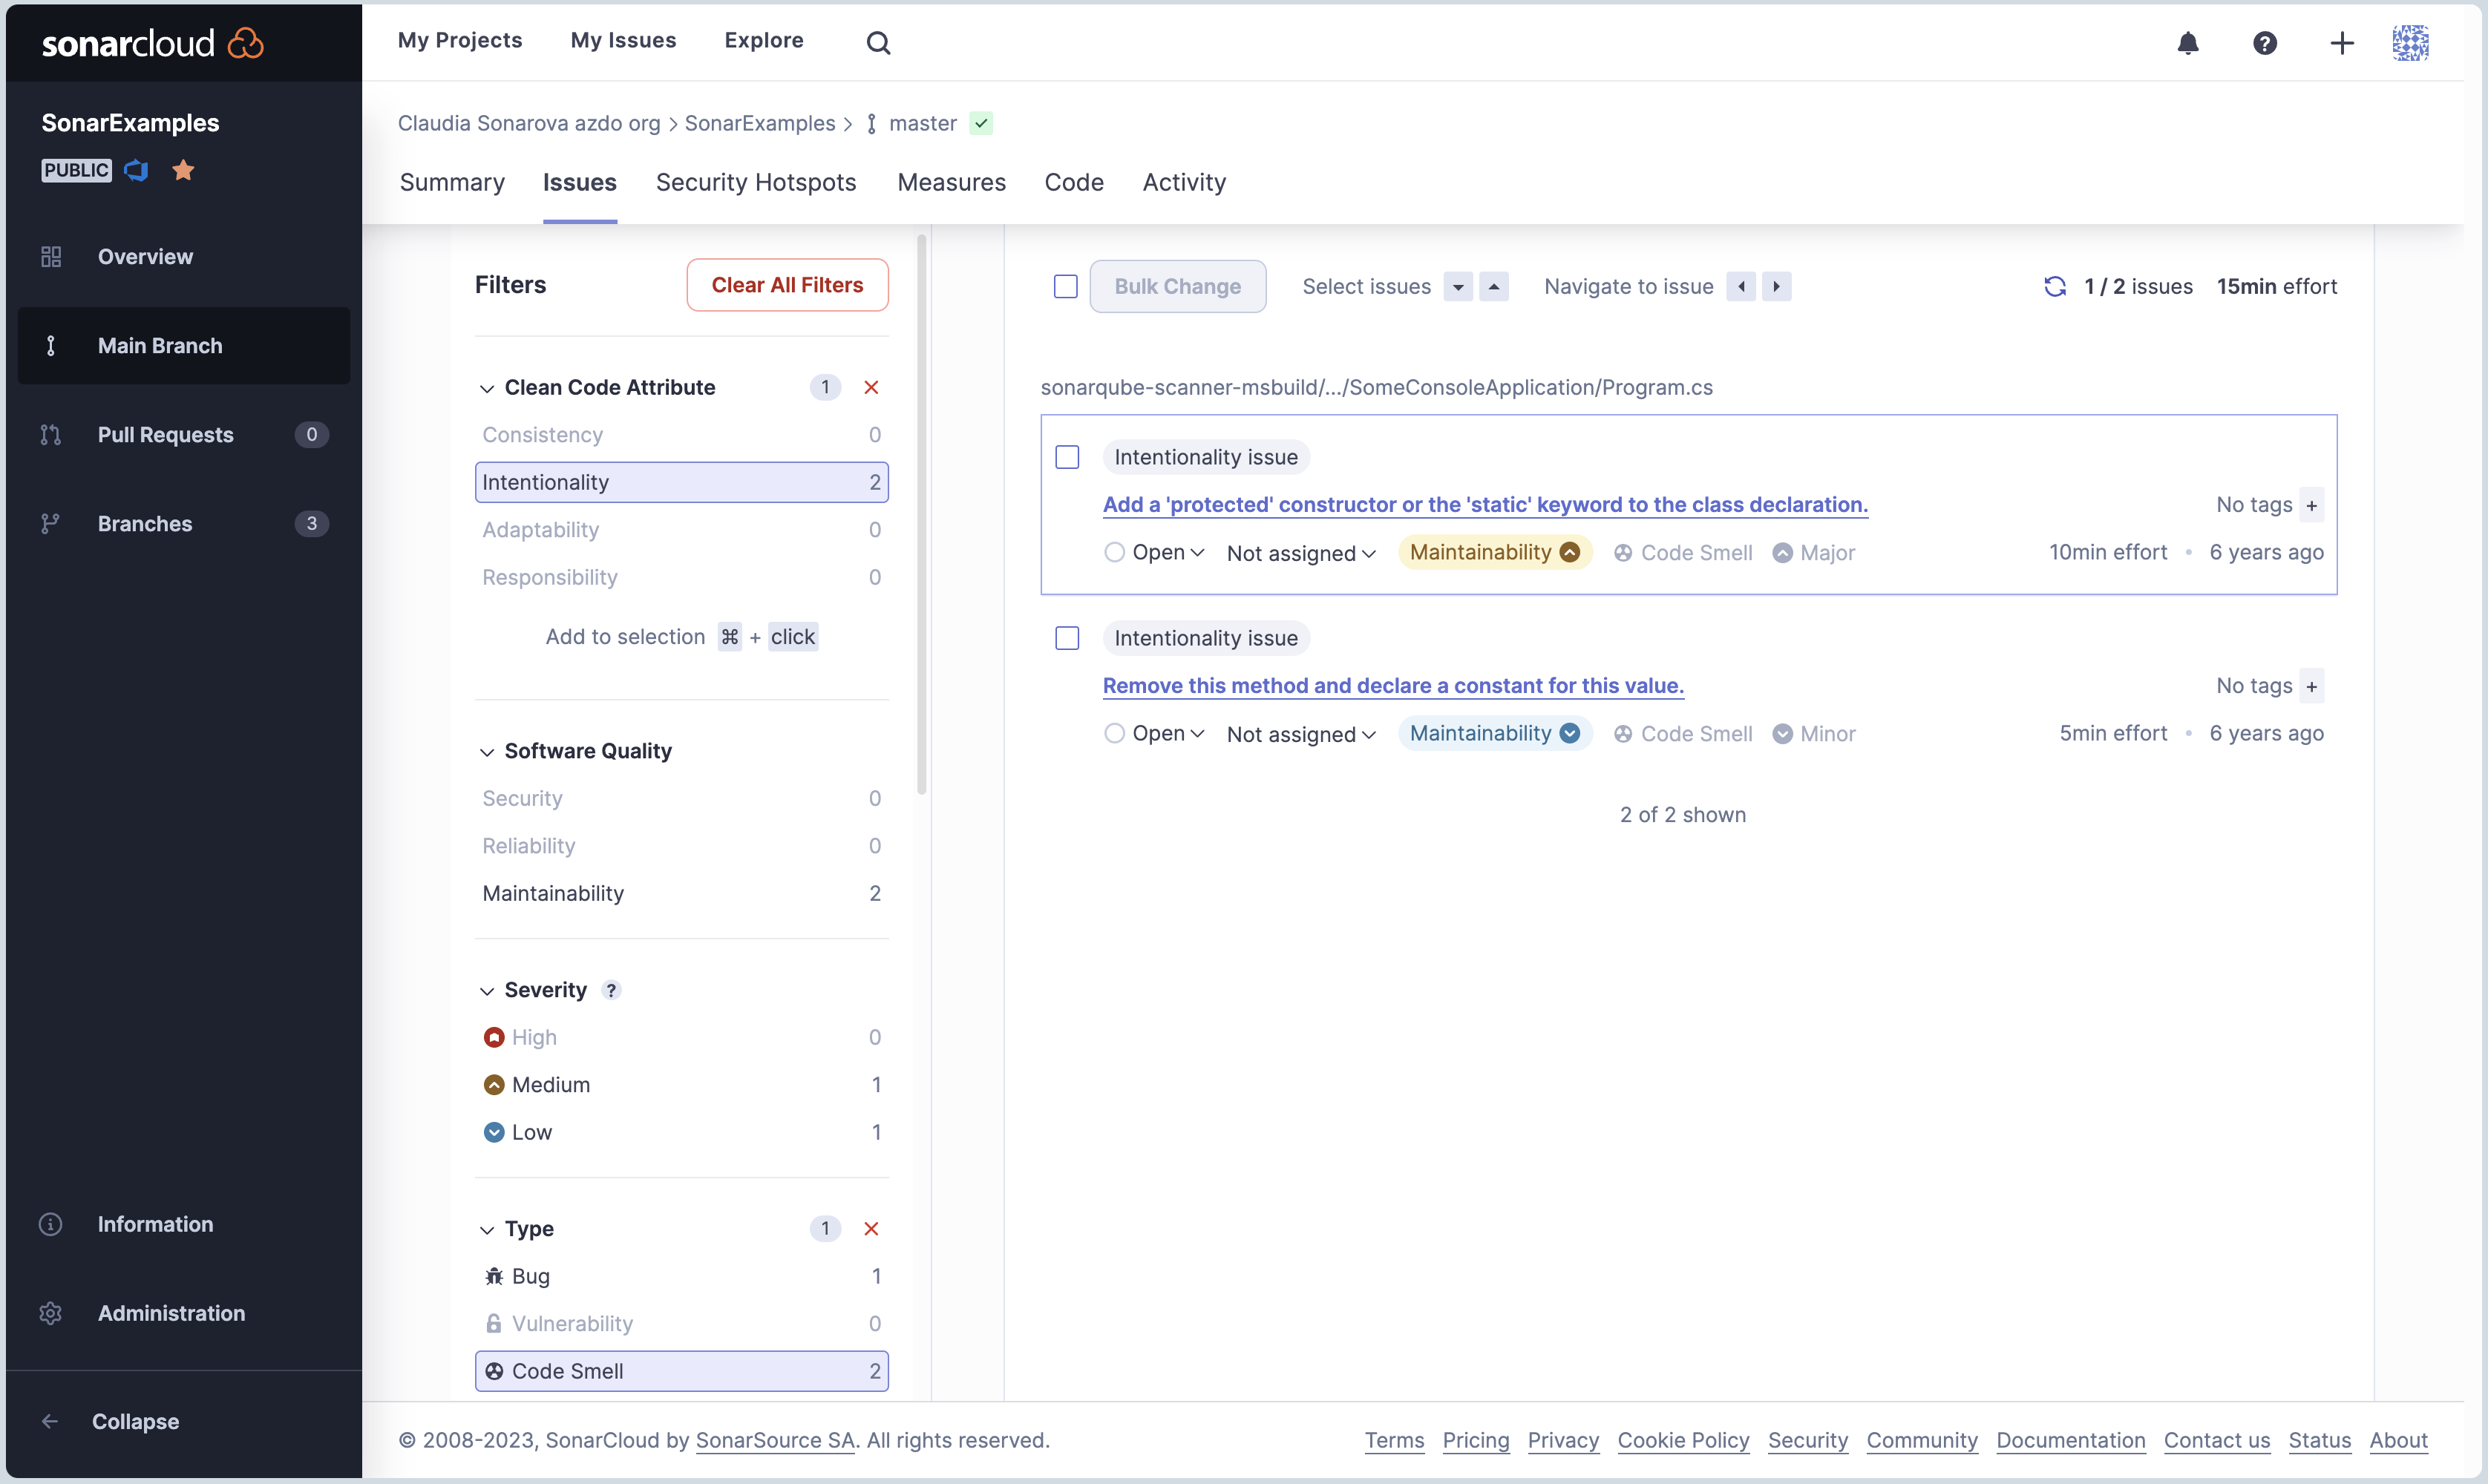 sonarcloud
My Projects My Issues Explore
SonarExamples
PUBLIC
Overview
Main Branch
Pull Requests 0
Branches 3
Information
Administration
Collapse
Claudia Sonarova azdo org > SonarExamples > master
Summary Issues Security Hotspots Measures Code Activity
Filters Clear All Filters
Clean Code Attribute 1
Consistency 0
Intentionality 2
Adaptability 0
Responsibility 0
Add to selection ⌘ + click
Software Quality
Security 0
Reliability 0
Maintainability 2
Severity ?
High 0
Medium 1
Low 1
Type 1
Bug 1
Vulnerability 0
Code Smell 2
Bulk Change Select issues Navigate to issue 1 / 2 issues 15min effort
sonarqube-scanner-msbuild/.../SomeConsoleApplication/Program.cs
Intentionality issue
Add a 'protected' constructor or the 'static' keyword to the class declaration. No tags +
Open Not assigned Maintainability Code Smell Major 10min effort • 6 years ago
Intentionality issue
Remove this method and declare a constant for this value. No tags +
Open Not assigned Maintainability Code Smell Minor 5min effort • 6 years ago
2 of 2 shown
© 2008-2023, SonarCloud by SonarSource SA. All rights reserved. Terms Pricing Privacy Cookie Policy Security Community Documentation Contact us Status About